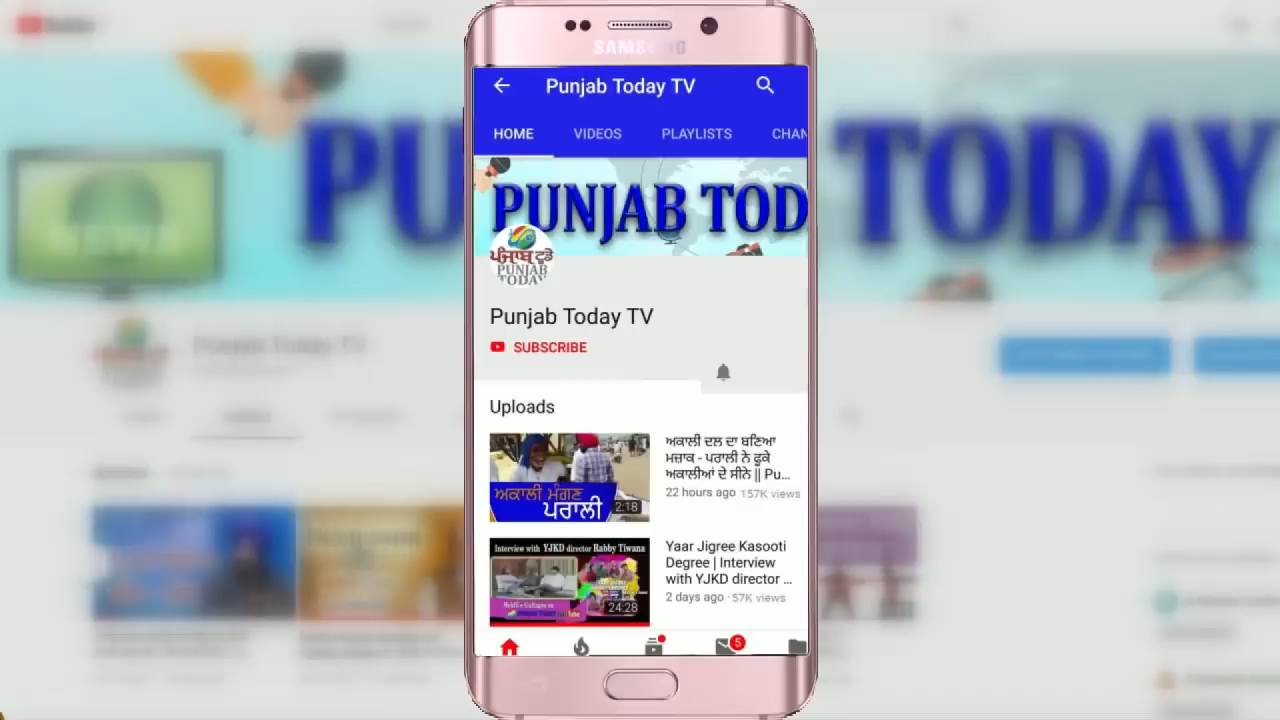 SAMSUNG
Punjab Today TV
HOME VIDEOS PLAYLISTS CHAN
PUNJAB TOD
ਪੰਜਾਬ ਟੂਡੇ
PUNJAB
TODAY
PU
TODAY
Punjab Today TV
SUBSCRIBE
Uploads
ਅਕਾਲੀ ਮੰਗਣ
ਪਰਾਲੀ
2:18
ਅਕਾਲੀ ਦਲ ਦਾ ਬਣਿਆ
ਮਜ਼ਾਕ - ਪਰਾਲੀ ਨੇ ਫੂਕੇ
ਅਕਾਲੀਆਂ ਦੇ ਸੀਨੇ || Pu...
22 hours ago 157K views
Interview with YJKD director Rabby Tiwana
24:28
Yaar Jigree Kasooti
Degree | Interview
with YJKD director ...
2 days ago · 57K views
5